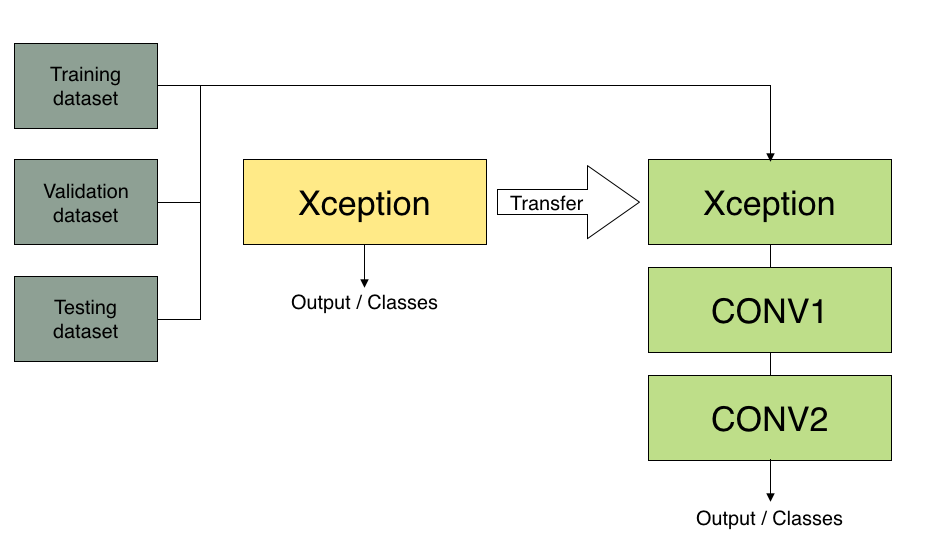 Training
dataset
Validation
dataset
Testing
dataset
Xception
Output / Classes
Transfer
Xception
CONV1
CONV2
Output / Classes